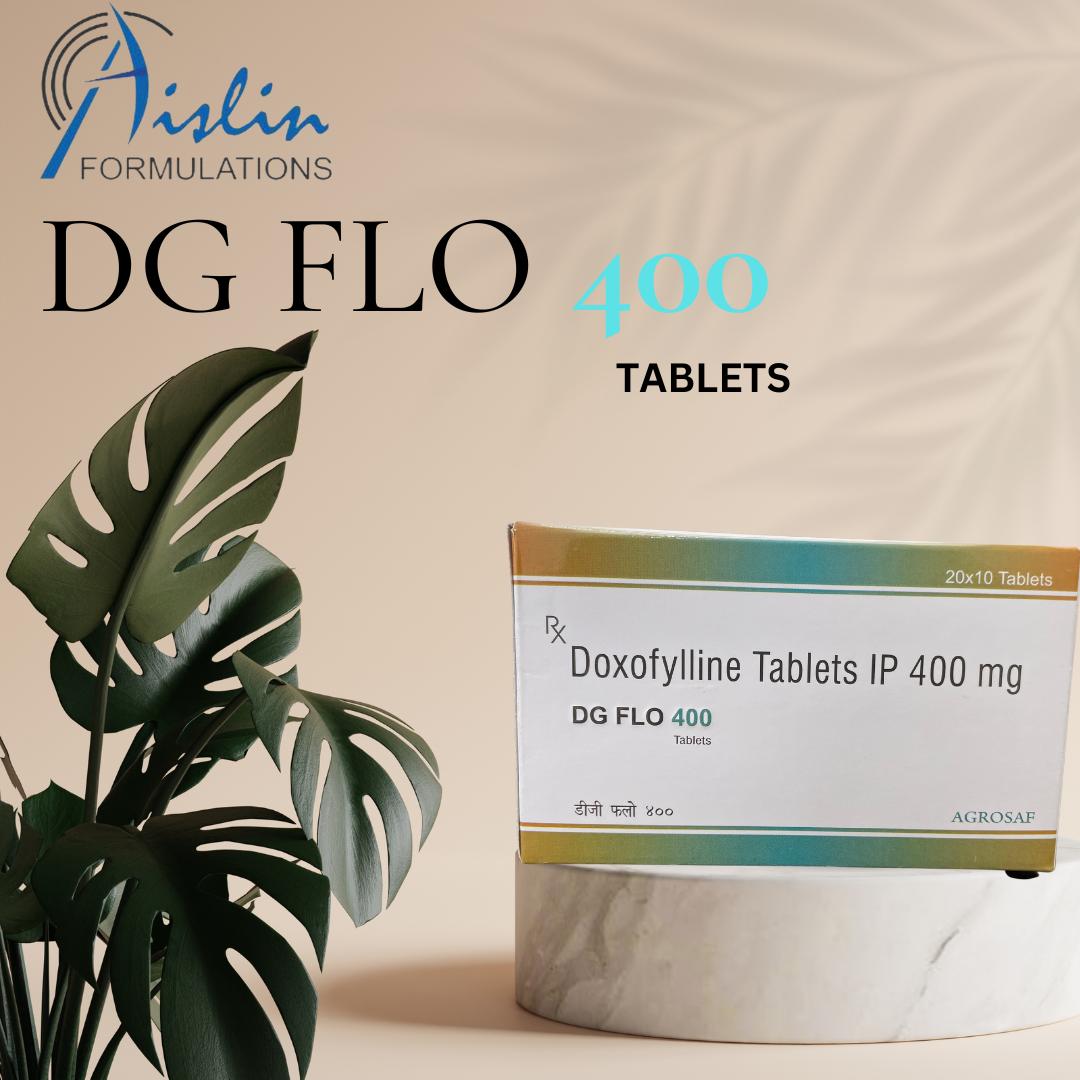 Aislin
FORMULATIONS
DG FLO 400
TABLETS
20x10 Tablets
Rx
Doxofylline Tablets IP 400 mg
DG FLO 400
Tablets
डीजी फ्लो ४००
AGROSAF